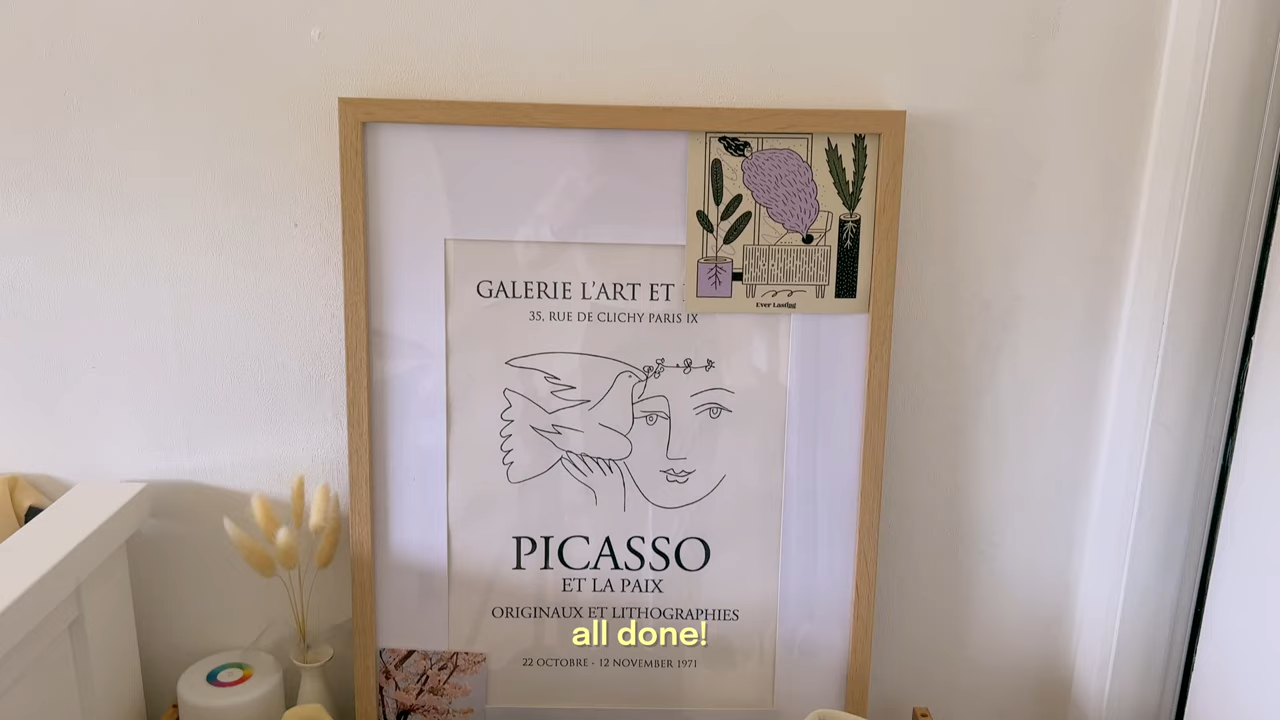 GALERIE L'ART ET
35, RUE DE CLICHY PARIS IX
Ever Lasting
PICASSO
ET LA PAIX
ORIGINAUX ET LITHOGRAPHIES
all done!
22 OCTOBRE - 12 NOVEMBER 1971